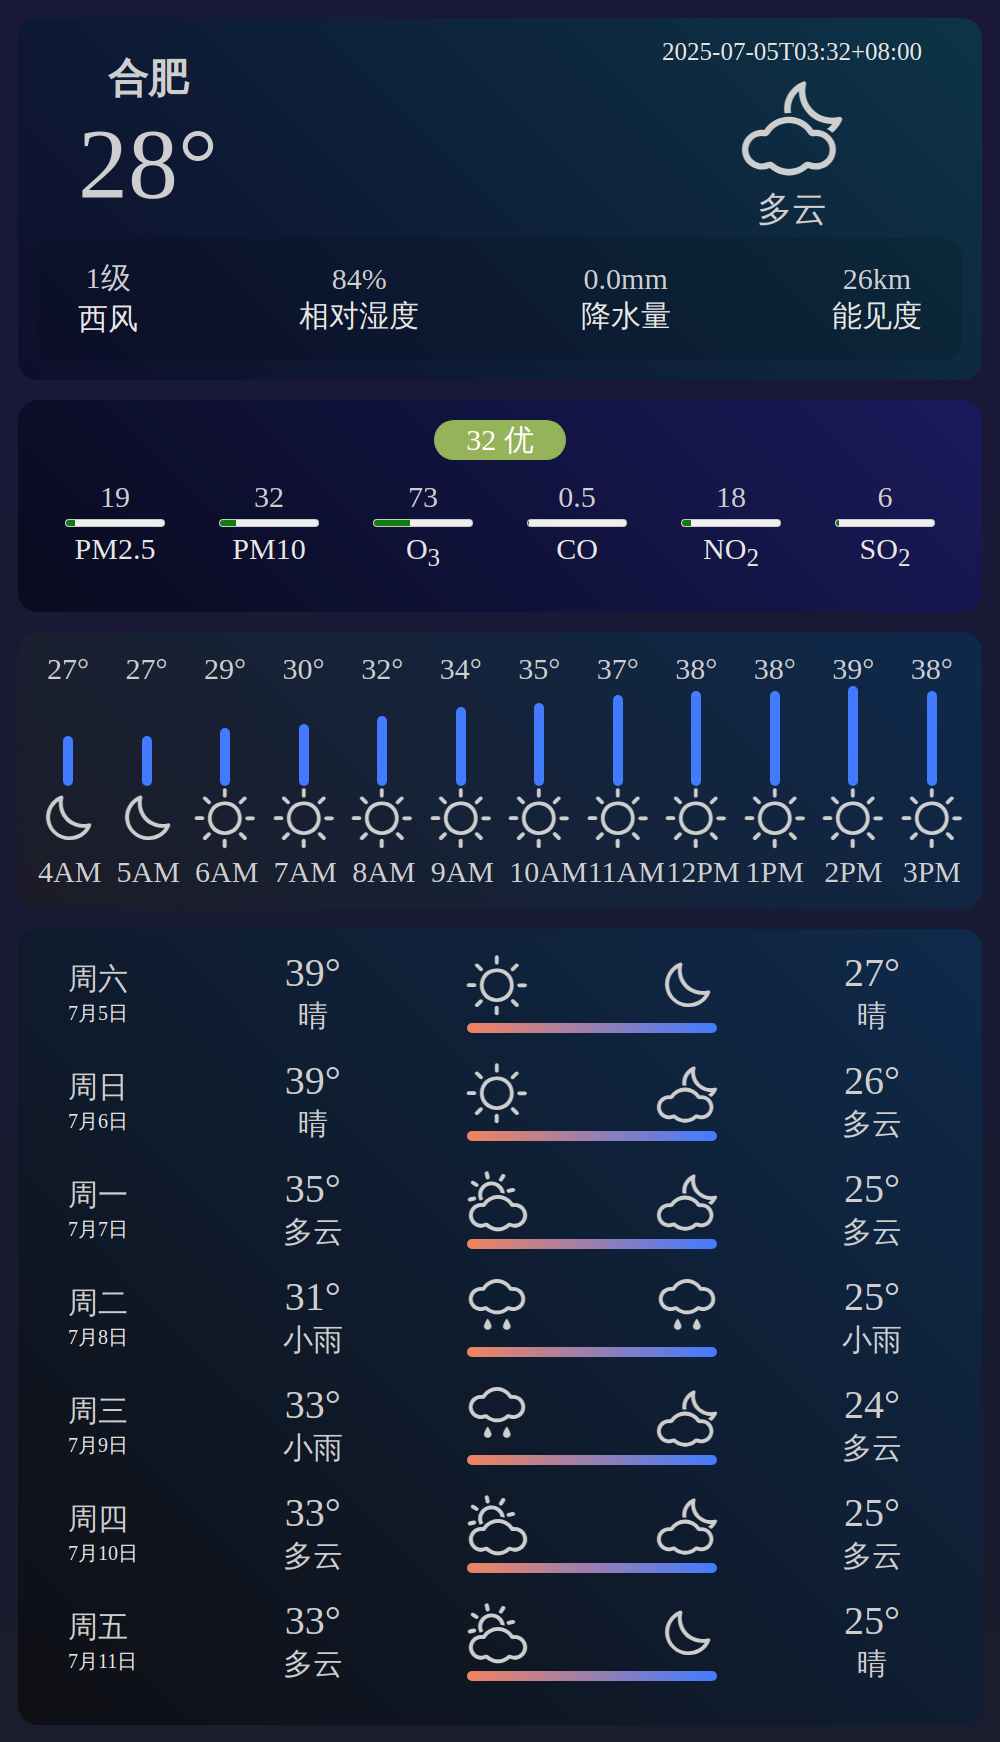 合肥
28°
2025-07-05T03:32+08:00
多云
1级 84% 0.0mm 26km
西风 相对湿度 降水量 能见度
32 优
19 32 73 0.5 18 6
PM2.5 PM10 O3 CO NO2 SO2
27° 27° 29° 30° 32° 34° 35° 37° 38° 38° 39° 38°
4AM 5AM 6AM 7AM 8AM 9AM 10AM 11AM 12PM 1PM 2PM 3PM
周六 39° 27°
7月5日 晴 晴
周日 39° 26°
7月6日 晴 多云
周一 35° 25°
7月7日 多云 多云
周二 31° 25°
7月8日 小雨 小雨
周三 33° 24°
7月9日 小雨 多云
周四 33° 25°
7月10日 多云 多云
周五 33° 25°
7月11日 多云 晴